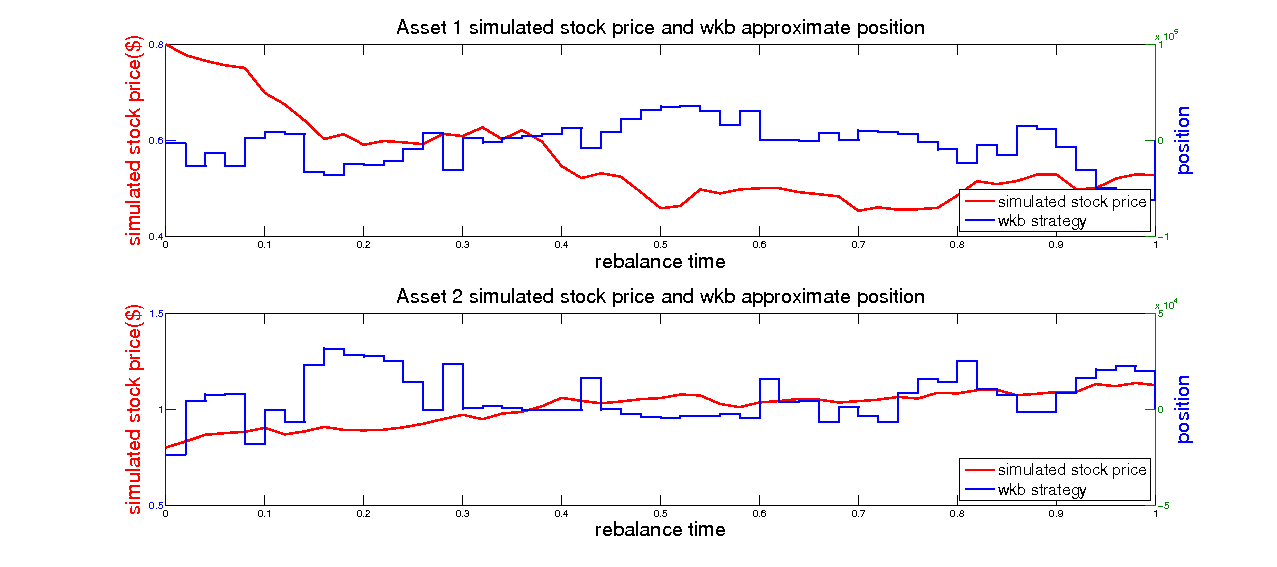 Asset 1 simulated stock price and wkb approximate position
x 10^5
0.8
0.6
0.4
simulated stock price($)
1
0
-1
position
simulated stock price
wkb strategy
0 0.1 0.2 0.3 0.4 0.5 0.6 0.7 0.8 0.9 1
rebalance time
Asset 2 simulated stock price and wkb approximate position
x 10^4
1.5
1
0.5
simulated stock price($)
5
0
-5
position
simulated stock price
wkb strategy
0 0.1 0.2 0.3 0.4 0.5 0.6 0.7 0.8 0.9 1
rebalance time